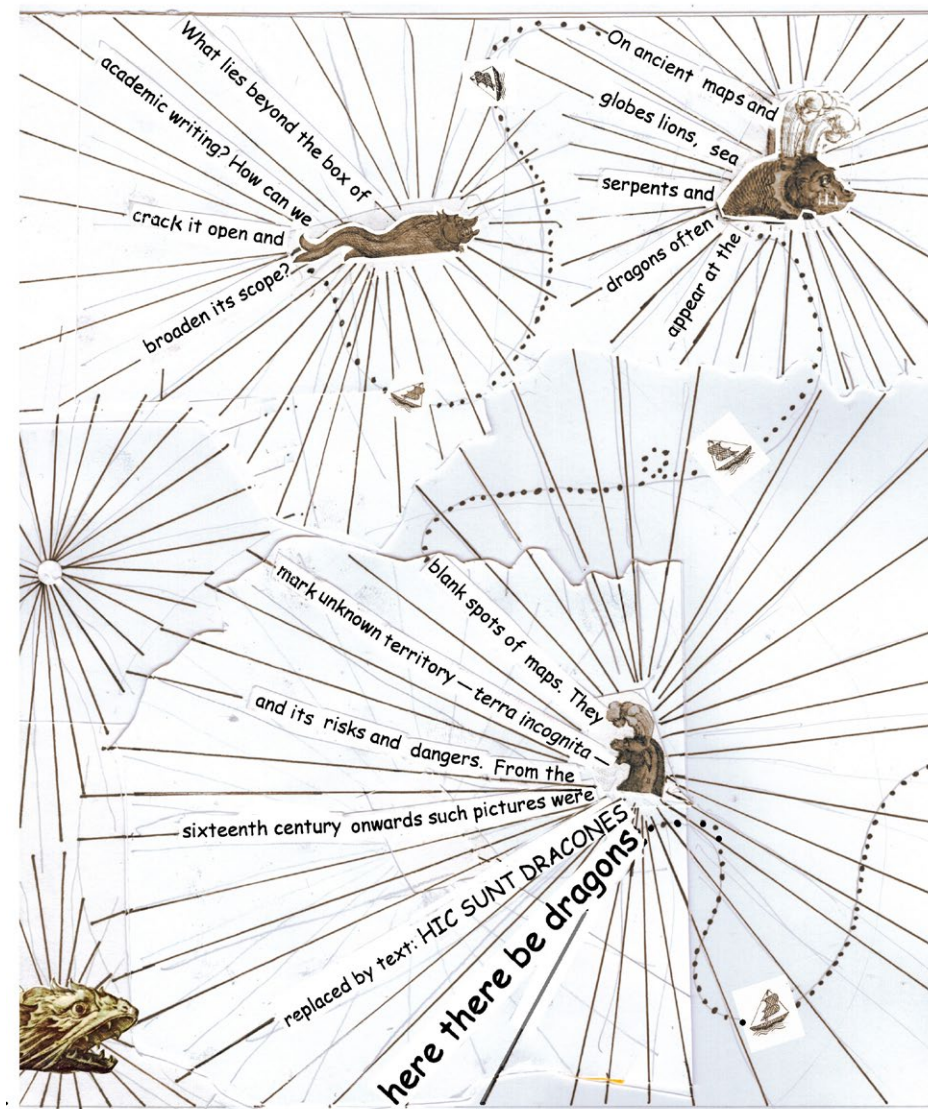 What lies beyond the box of
academic writing? How can we
crack it open and
broaden its scope?
On ancient maps and
globes lions, sea
serpents and
dragons often
appear at the
blank spots of maps. They
mark unknown territory — terra incognita —
and its risks and dangers. From the
sixteenth century onwards such pictures were
replaced by text: HIC SUNT DRACONES
here there be dragons